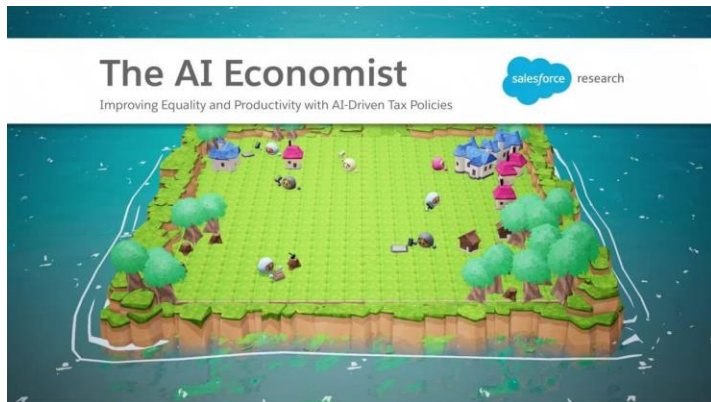 The AI Economist
Improving Equality and Productivity with AI-Driven Tax Policies
salesforce research